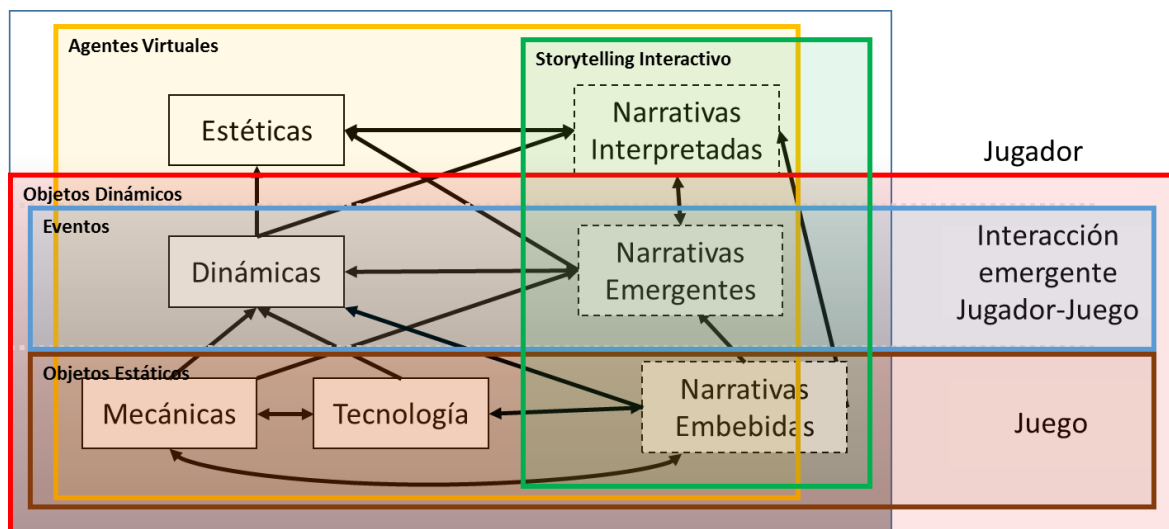 Agentes Virtuales
Storytelling Interactivo
Estéticas
Narrativas
Interpretadas
Jugador
Objetos Dinámicos
Eventos
Dinámicas
Narrativas
Emergentes
Interacción
emergente
Jugador-Juego
Objetos Estáticos
Mecánicas
Tecnología
Narrativas
Embebidas
Juego